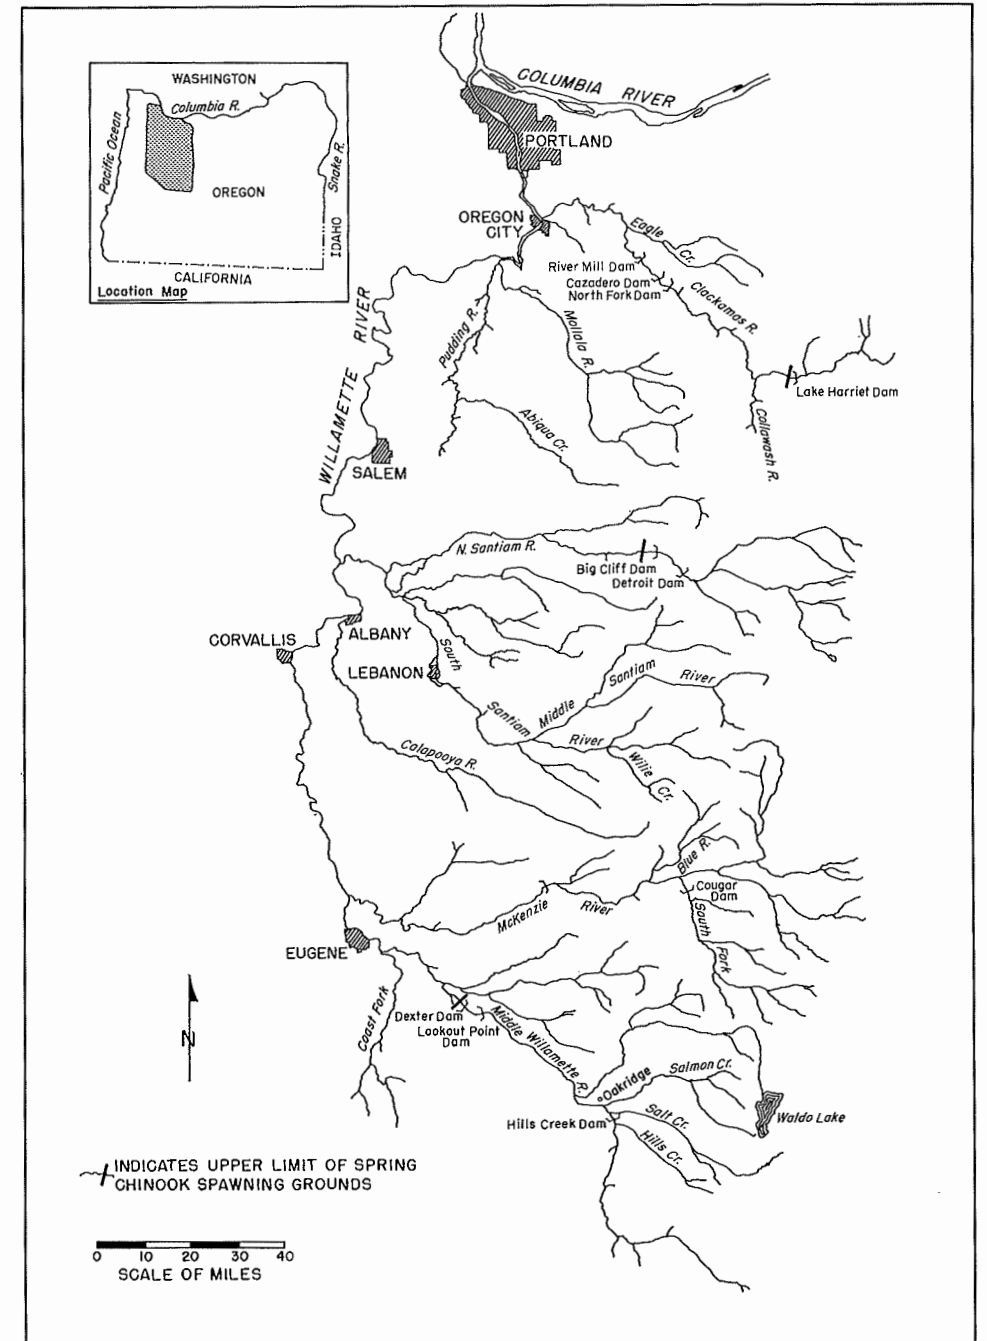 WASHINGTON
Columbia R.
Pacific Ocean
Snake R.
OREGON
IDAHO
CALIFORNIA
Location Map
COLUMBIA RIVER
PORTLAND
OREGON
CITY
Eagle
Cr.
River Mill Dam
Cazadero Dam
North Fork Dam
Clackamas R.
Pudding R.
Mollala R.
Lake Harriet Dam
Abiqua Cr.
Collawash R.
WILLAMETTE RIVER
SALEM
N. Santiam R.
Big Cliff Dam
Detroit Dam
CORVALLIS
ALBANY
LEBANON
South
Santiam
River
Middle
Santiam
River
Wilie
Cr.
Calapooya R.
Blue R.
Cougar
Dam
McKenzie
River
South
Fork
EUGENE
Coast Fork
Dexter Dam
Lookout Point
Dam
Middle Willamette R.
Oakridge
Salmon Cr.
Waldo Lake
Hills Creek Dam
Salt Cr.
Hills Cr.
N
INDICATES UPPER LIMIT OF SPRING
CHINOOK SPAWNING GROUNDS
0 10 20 30 40
SCALE OF MILES